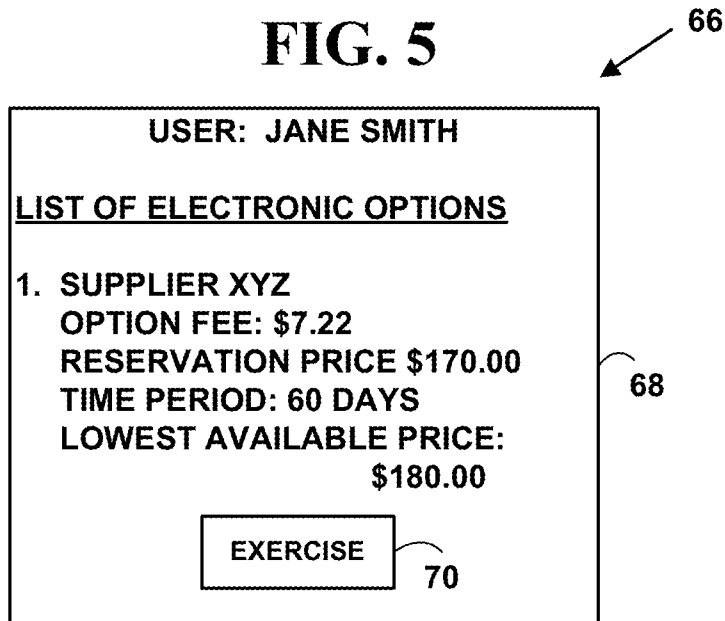 FIG. 5
66
USER: JANE SMITH
LIST OF ELECTRONIC OPTIONS
1. SUPPLIER XYZ
OPTION FEE: $7.22
RESERVATION PRICE $170.00
TIME PERIOD: 60 DAYS
LOWEST AVAILABLE PRICE:
$180.00
68
EXERCISE
70